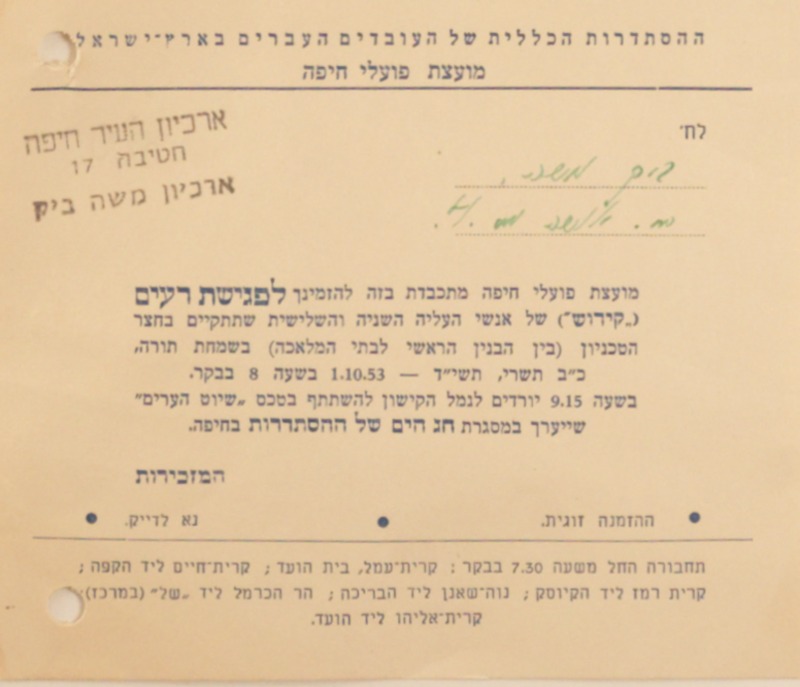 ההסתדרות הכללית של העובדים העברים בארץ־ישראל
מועצת פועלי חיפה
ארכיון העיר חיפה
חטיבה 17
ארכיון משה ביק
לח׳
ביק משה,
מועצת פועלי חיפה מתכבדת בזה להזמינך לפגישת רעים
(„קידוש״) של אנשי העליה השניה והשלישית שתתקיים בחצר
הטכניון (בין הבנין הראשי לבתי המלאכה) בשמחת תורה,
כ״ב תשרי, תשי״ד — 1.10.53 בשעה 8 בבקר.
בשעה 9.15 יורדים לנמל הקישון להשתתף בטכס „שיוט הערים״
שייערך במסגרת חג הים של ההסתדרות בחיפה.
המזכירות
● ההזמנה זוגית. ● נא לדייק. ●
תחבורה החל משעה 7.30 בבקר : קרית־עמל, בית הועד ; קרית־חיים ליד הקפה ;
קרית רמז ליד הקיוסק ; נוה־שאנן ליד הבריכה ; הר הכרמל ליד „של״ (במרכז) ;
קרית־אליהו ליד הועד.